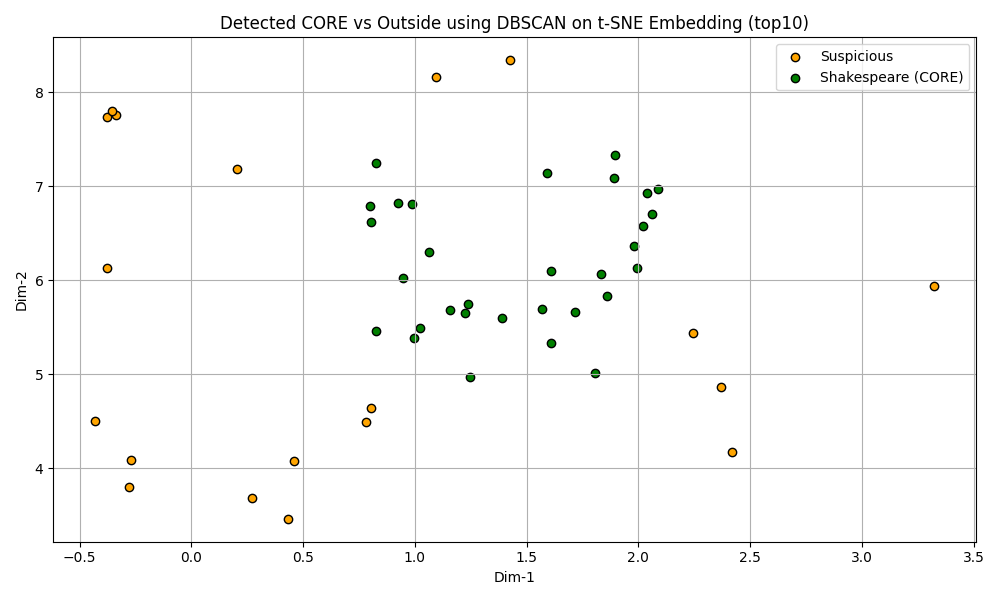 Detected CORE vs Outside using DBSCAN on t-SNE Embedding (top10)
Suspicious
Shakespeare (CORE)
8
7
6
5
4
Dim-2
−0.5 0.0 0.5 1.0 1.5 2.0 2.5 3.0 3.5
Dim-1